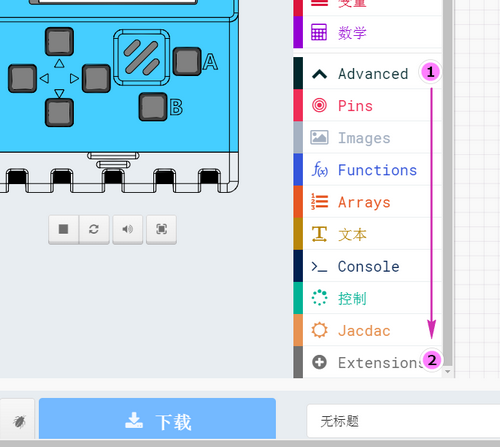 变量
数学
A
B
Advanced
1
Pins
Images
Functions
Arrays
文本
Console
控制
Jacdac
Extensions
2
下载
无标题